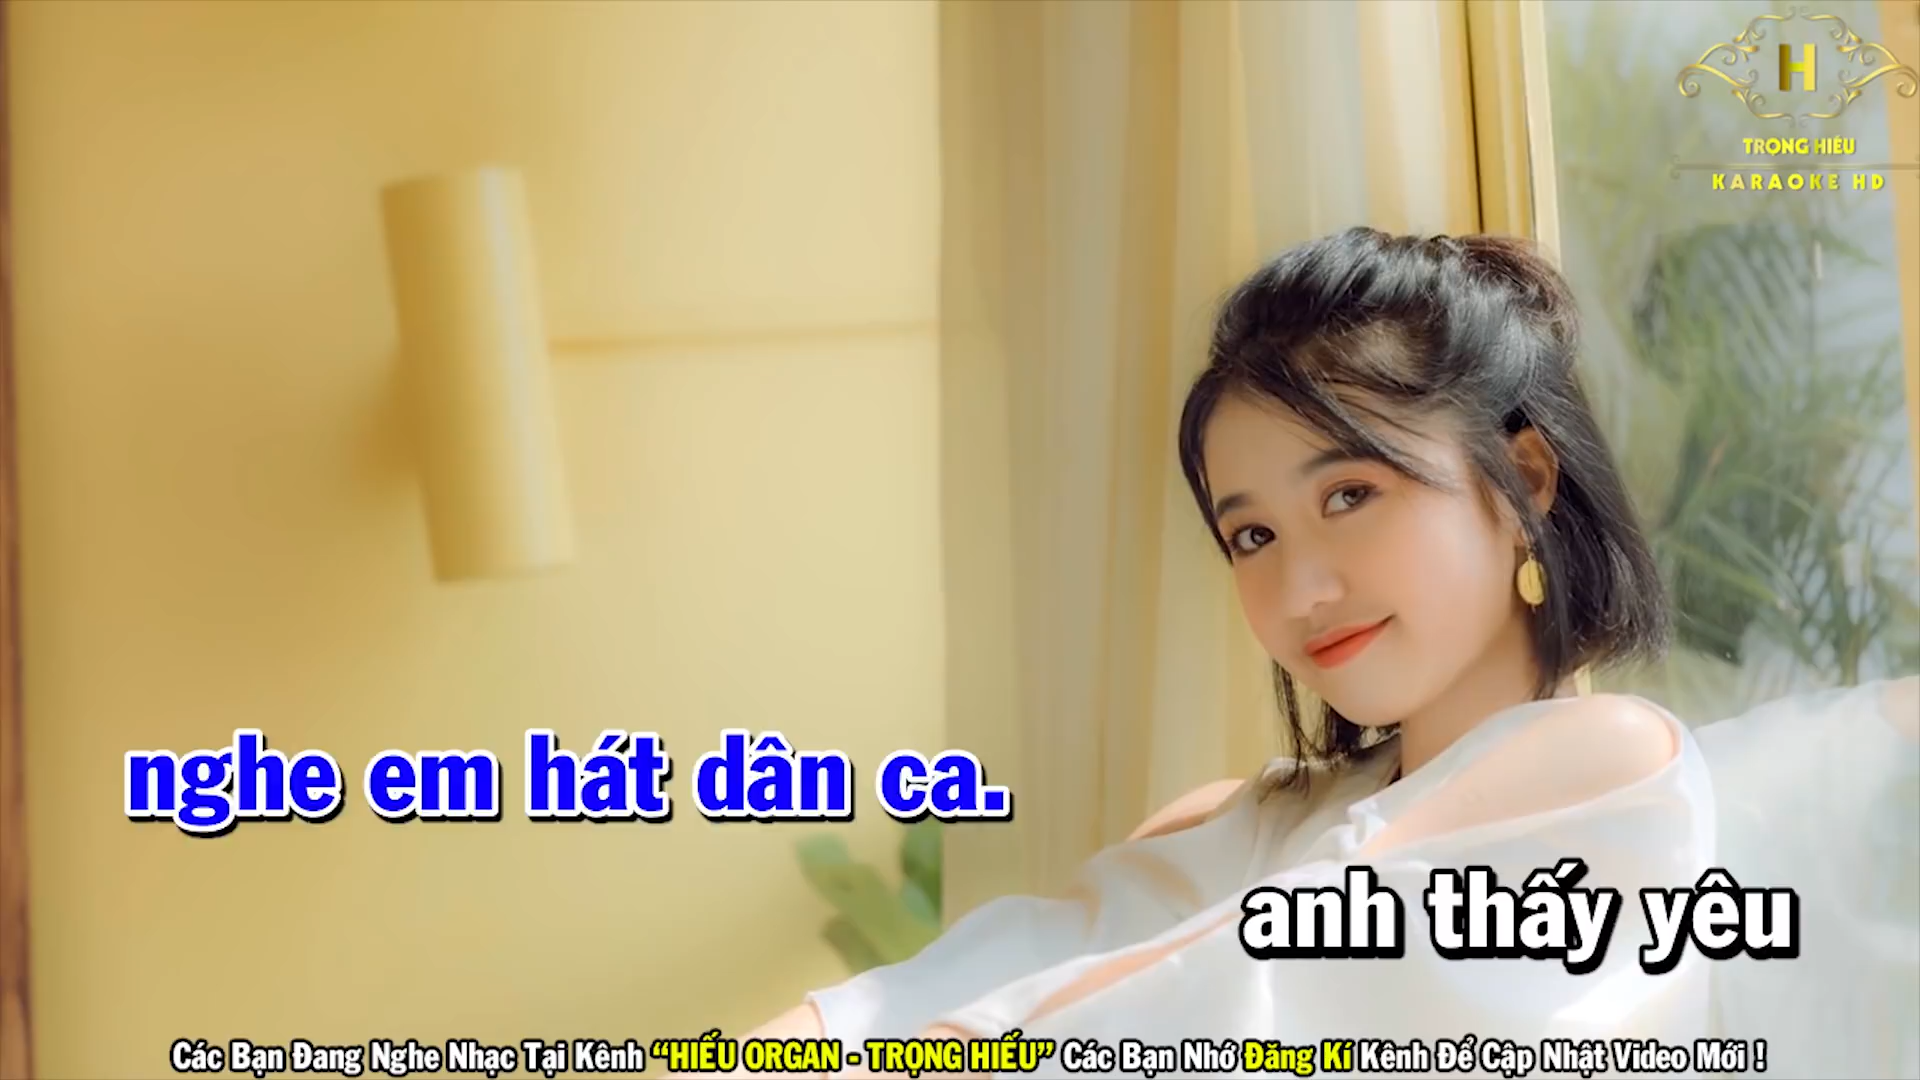 H
TRỌNG HIẾU
KARAOKE HD
nghe em hát dân ca.
anh thấy yêu
Các Bạn Đang Nghe Nhạc Tại Kênh “HIẾU ORGAN - TRỌNG HIẾU” Các Bạn Nhớ Đăng Kí Kênh Để Cập Nhật Video Mới !